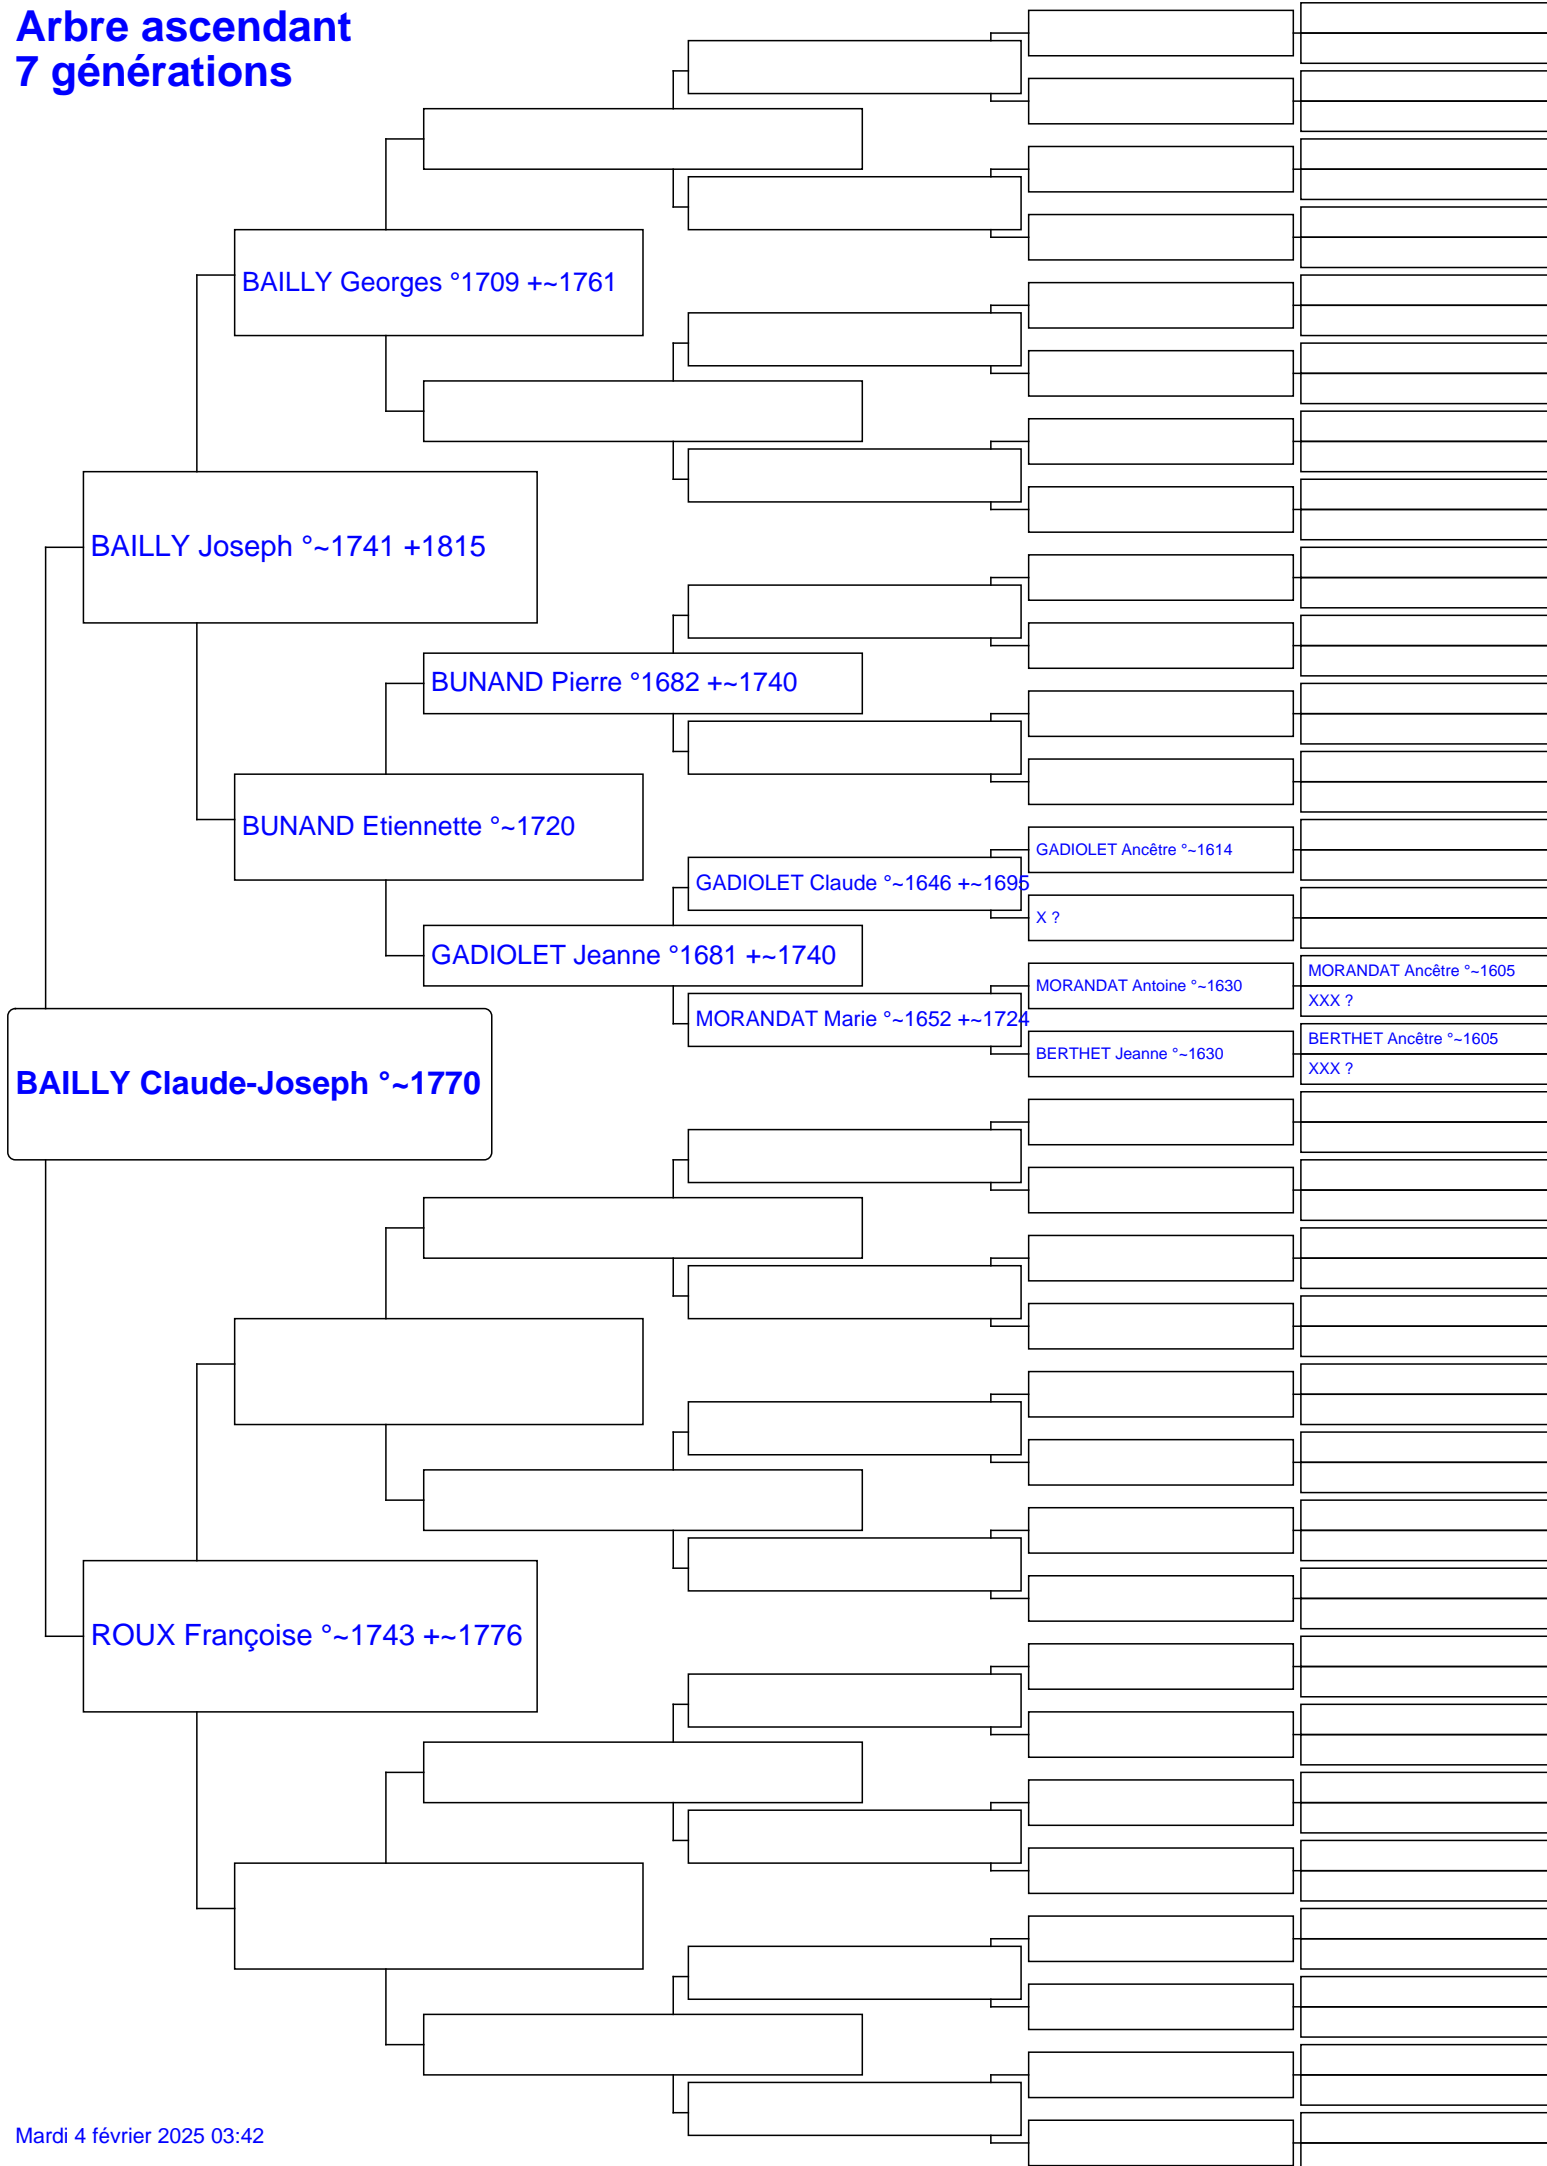 Arbre ascendant
7 générations
BAILLY Georges °1709 +~1761
BAILLY Joseph °~1741 +1815
BUNAND Pierre °1682 +~1740
BUNAND Etiennette °~1720
GADIOLET Ancêtre °~1614
GADIOLET Claude °~1646 +~1695
X ?
GADIOLET Jeanne °1681 +~1740
MORANDAT Ancêtre °~1605
MORANDAT Antoine °~1630
XXX ?
MORANDAT Marie °~1652 +~1724
BERTHET Ancêtre °~1605
BERTHET Jeanne °~1630
XXX ?
BAILLY Claude-Joseph °~1770
ROUX Françoise °~1743 +~1776
Mardi 4 février 2025 03:42